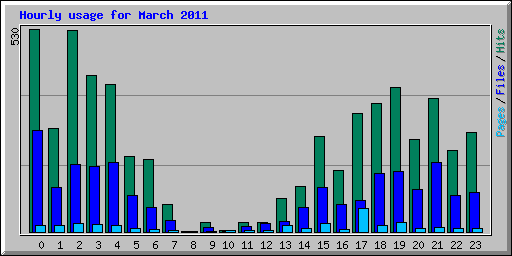 Hourly usage for March 2011
530
Pages / Files / Hits
0 1 2 3 4 5 6 7 8 9 10 11 12 13 14 15 16 17 18 19 20 21 22 23